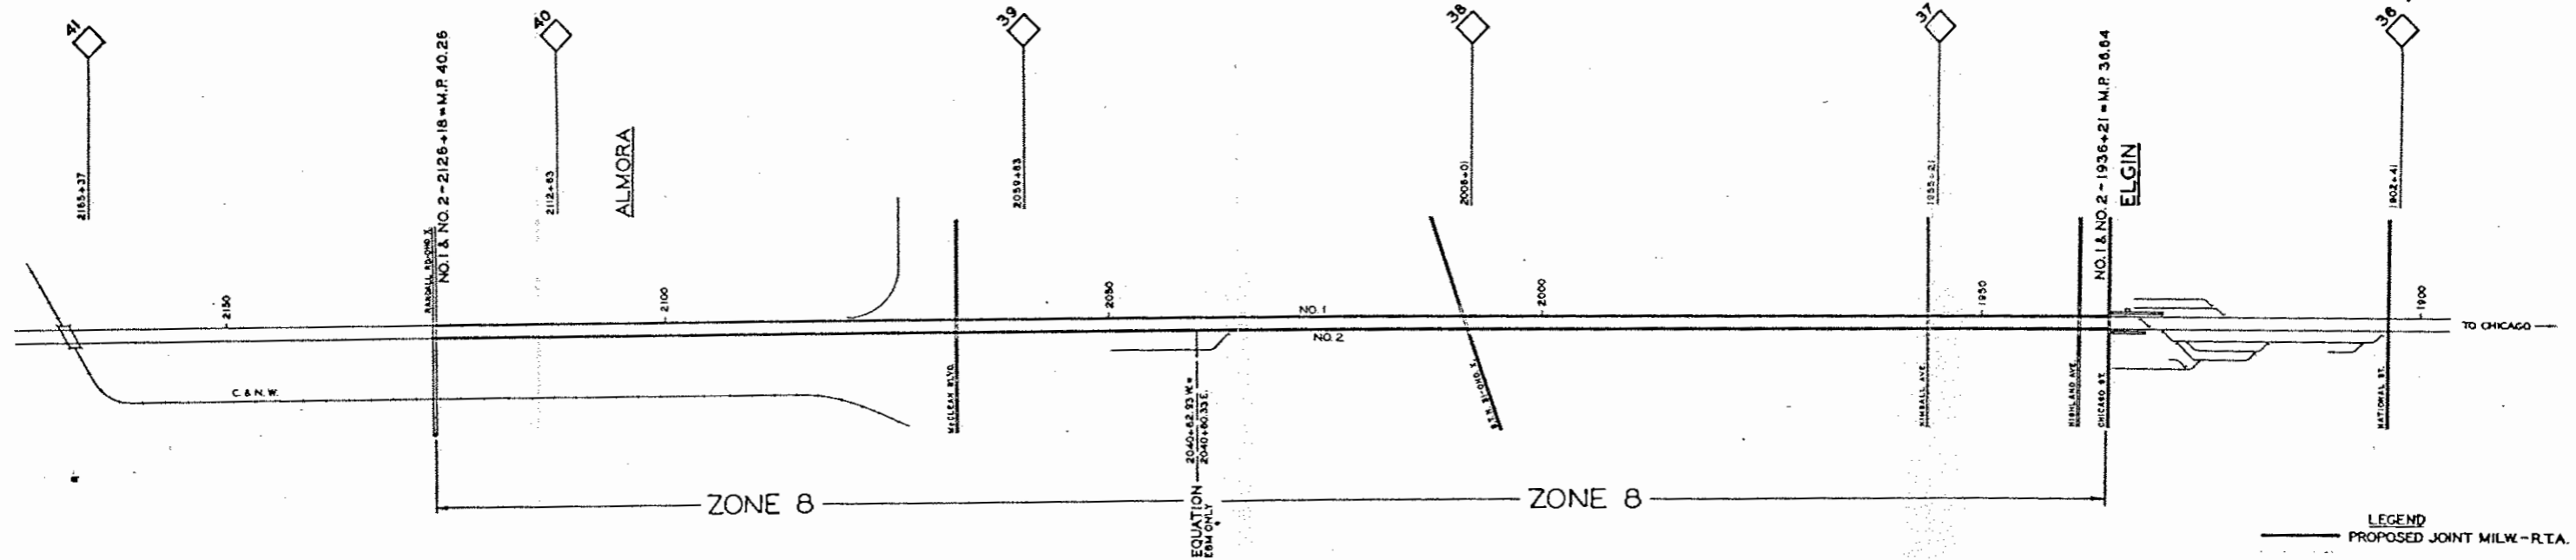 41
40
39
38
37
36
2165+37
NO. 1 & NO. 2 - 2126+18 = M.P. 40.26
2112+63
ALMORA
2059+83
2006+01
1955+21
NO. 1 & NO. 2 - 1936+21 = M.P. 36.64
ELGIN
1902+41
RANDALL RD.
2150
2100
2050
2000
1950
1900
NO. 1
NO. 2
TO CHICAGO
C. & N.W.
McCLEAN BLVD.
KIMBALL AVE.
HIGHLAND AVE.
CHICAGO ST.
NATIONAL ST.
2040+62.93 W. =
2040+60.33 E.
EQUATION
EBM ONLY
ZONE 8
ZONE 8
LEGEND
PROPOSED JOINT MILW. - R.T.A.